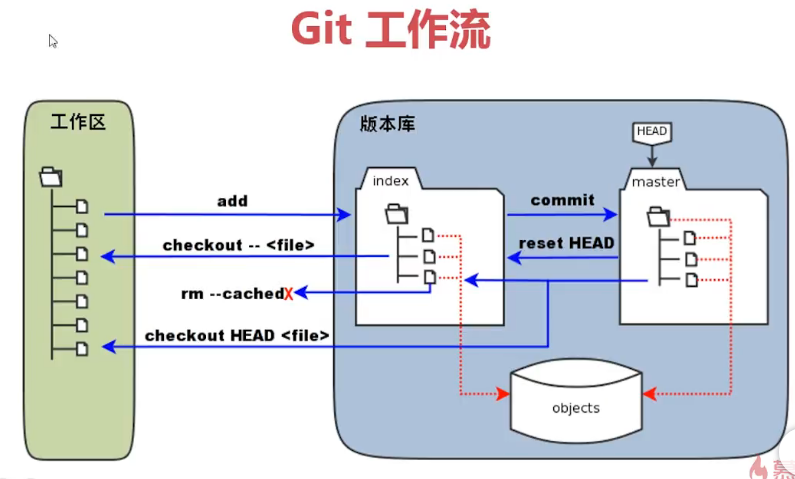 Git 工作流
工作区
版本库
HEAD
index
master
add
commit
checkout -- <file>
reset HEAD
rm --cachedX
checkout HEAD <file>
objects